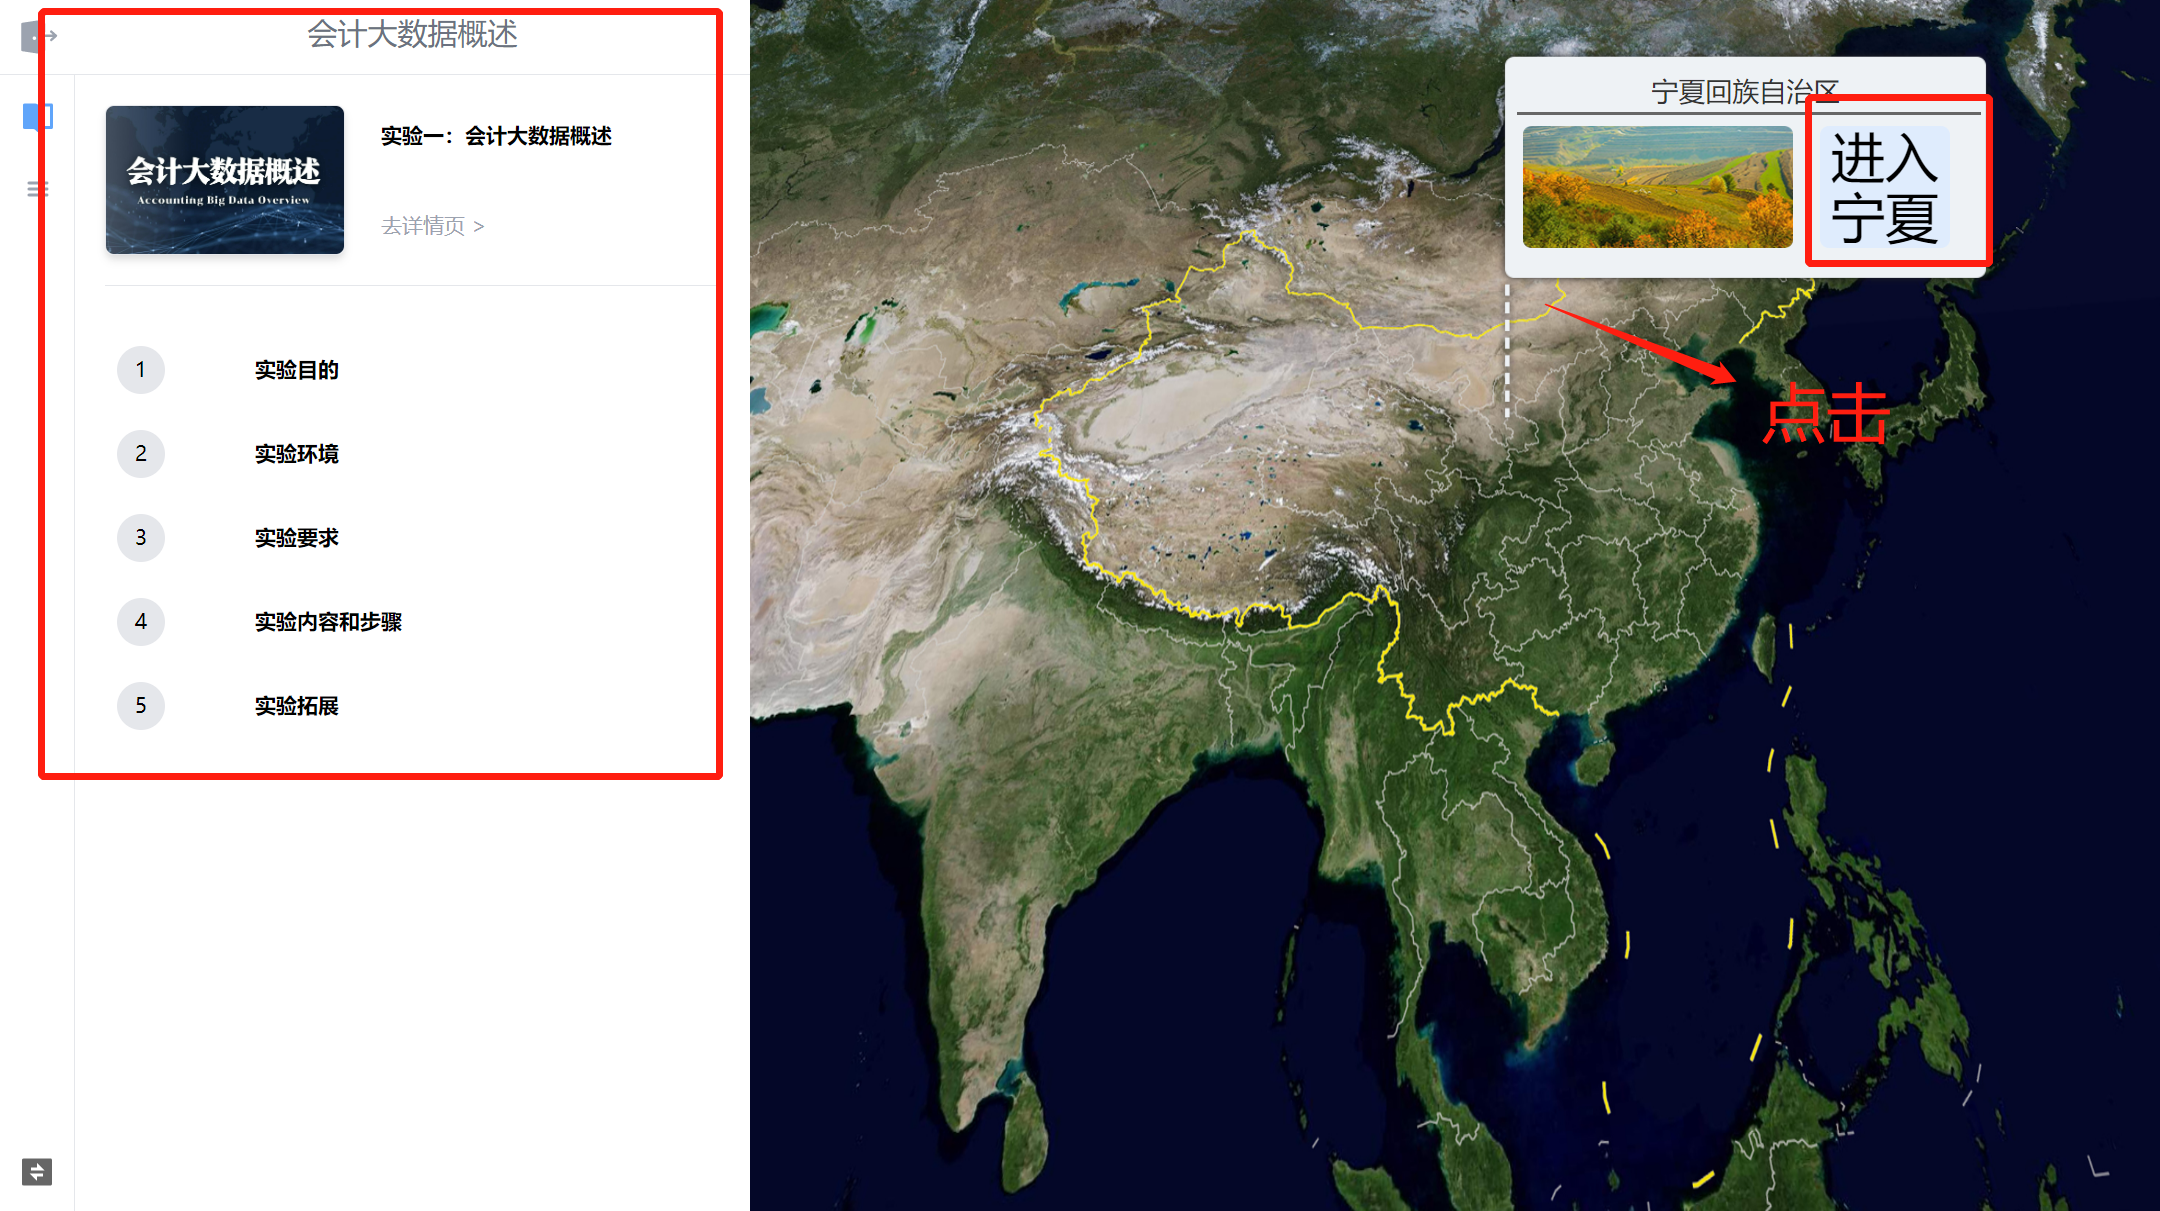 会计大数据概述
会计大数据概述
Accounting Big Data Overview
实验一：会计大数据概述
去详情页 >
1 实验目的
2 实验环境
3 实验要求
4 实验内容和步骤
5 实验拓展
宁夏回族自治区
进入
宁夏
点击